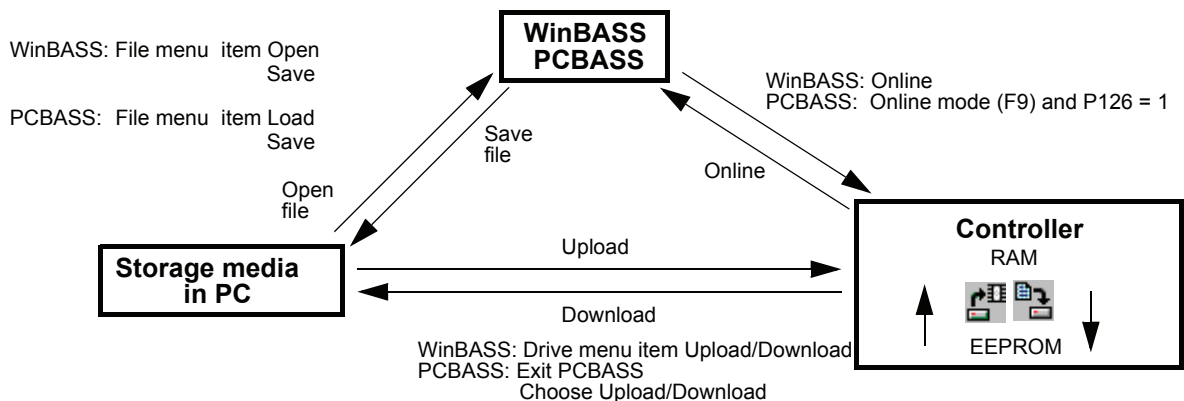 WinBASS
PCBASS
WinBASS: File menu item Open
Save
PCBASS: File menu item Load
Save
WinBASS: Online
PCBASS: Online mode (F9) and P126 = 1
Save
file
Online
Open
file
Storage media
in PC
Upload
Download
Controller
RAM
EEPROM
WinBASS: Drive menu item Upload/Download
PCBASS: Exit PCBASS
Choose Upload/Download